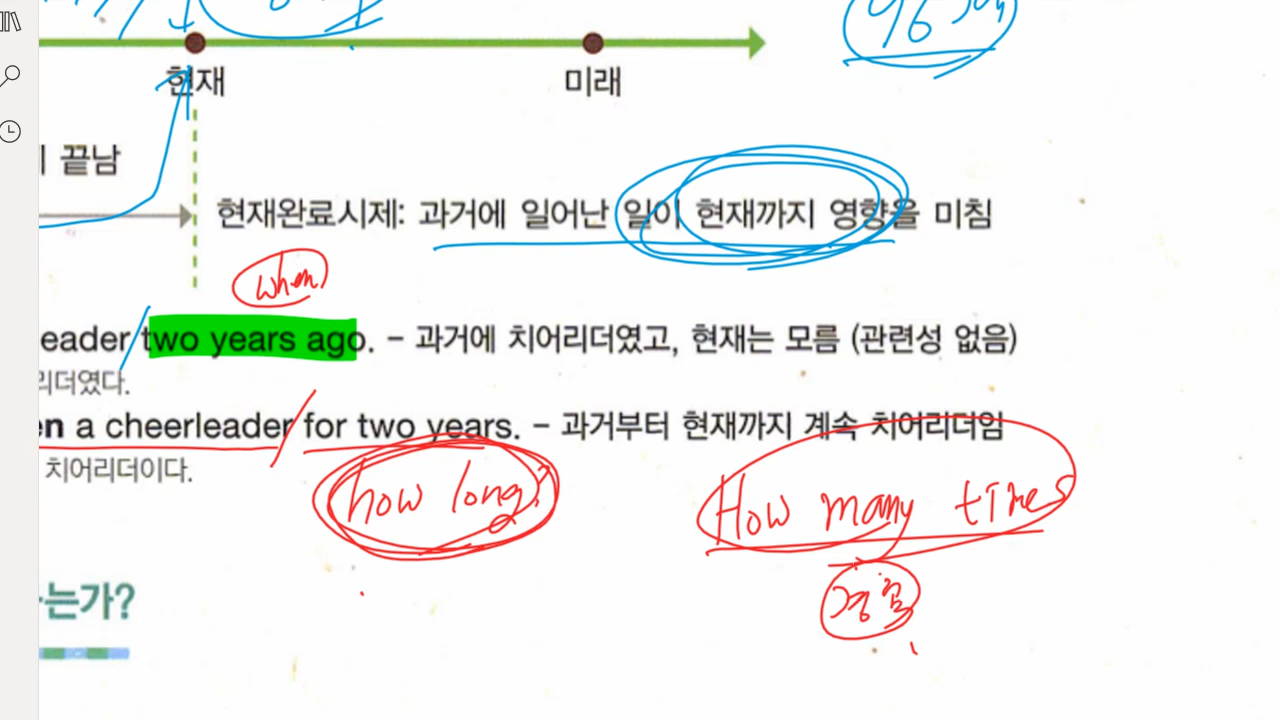 현재 미래
끝남
현재완료시제: 과거에 일어난 일이 현재까지 영향을 미침
when
eader two years ago. – 과거에 치어리더였고, 현재는 모름 (관련성 없음)
리더였다.
en a cheerleader for two years. – 과거부터 현재까지 계속 치어리더임
치어리더이다.
how long?
How many times
경험
는가?